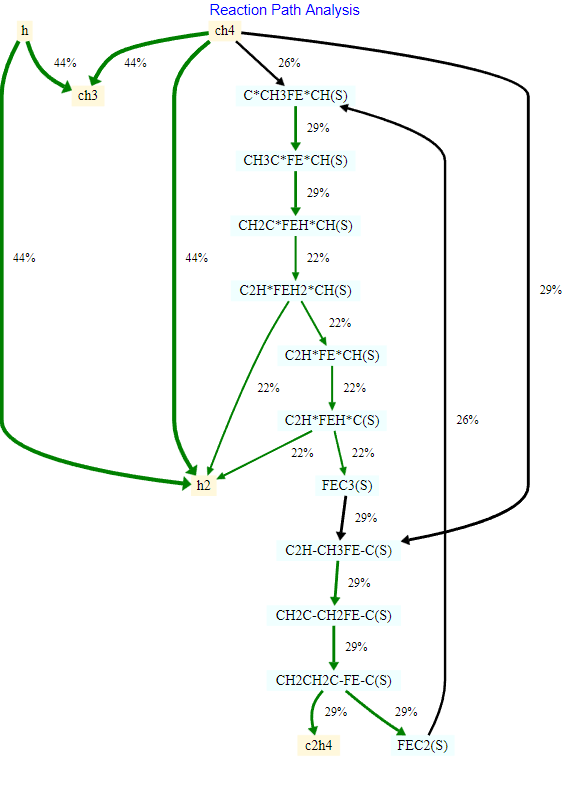 Reaction Path Analysis
h
ch4
44%
44%
26%
ch3
C*CH3FE*CH(S)
29%
CH3C*FE*CH(S)
29%
CH2C*FEH*CH(S)
44%
44%
22%
29%
C2H*FEH2*CH(S)
22%
C2H*FE*CH(S)
22%
22%
C2H*FEH*C(S)
26%
22%
22%
h2
FEC3(S)
29%
C2H-CH3FE-C(S)
29%
CH2C-CH2FE-C(S)
29%
CH2CH2C-FE-C(S)
29%
29%
c2h4
FEC2(S)